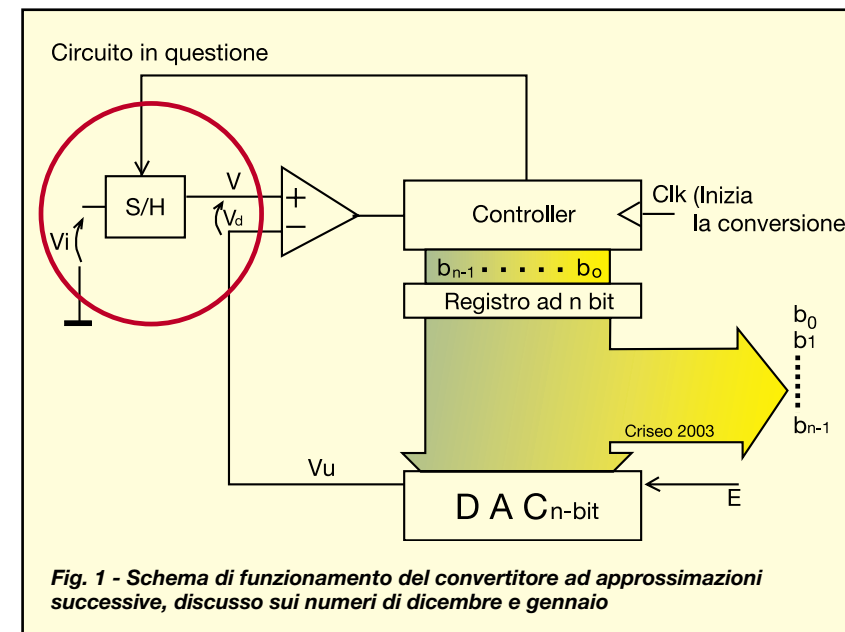 Circuito in questione
S/H
V
Vd
Vi
+
−
Controller
Clk (Inizia
la conversione
bn-1 ..... bo
Registro ad n bit
b0
b1
bn-1
Criseo 2003
Vu
D A C n-bit
E
Fig. 1 - Schema di funzionamento del convertitore ad approssimazioni
successive, discusso sui numeri di dicembre e gennaio